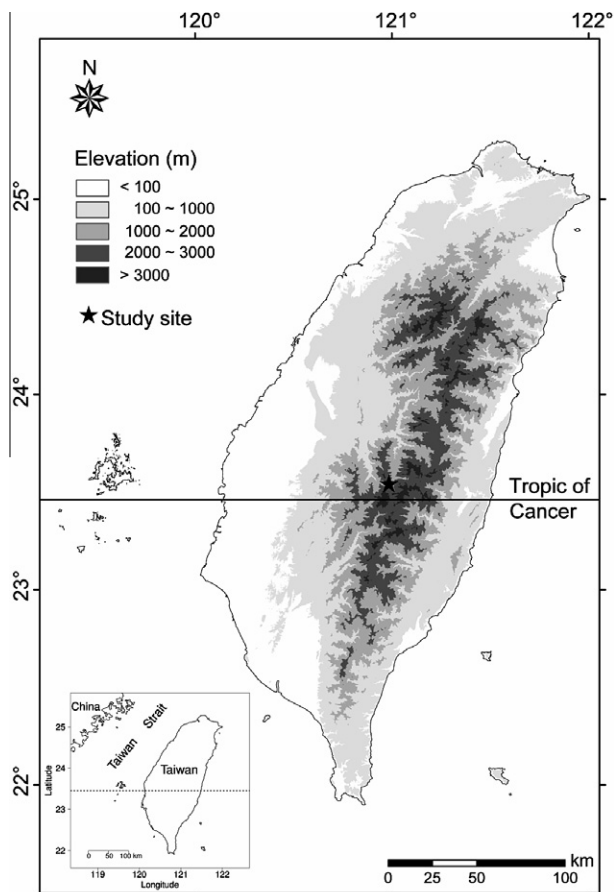 120° 121° 122°
N
Elevation (m)
< 100
100 ~ 1000
1000 ~ 2000
2000 ~ 3000
> 3000
Study site
25°
24°
23°
22°
Tropic of
Cancer
China
Taiwan Strait
Taiwan
Latitude
25
24
23
22
0 50 100 km
119 120 121 122
Longitude
km
0 25 50 100